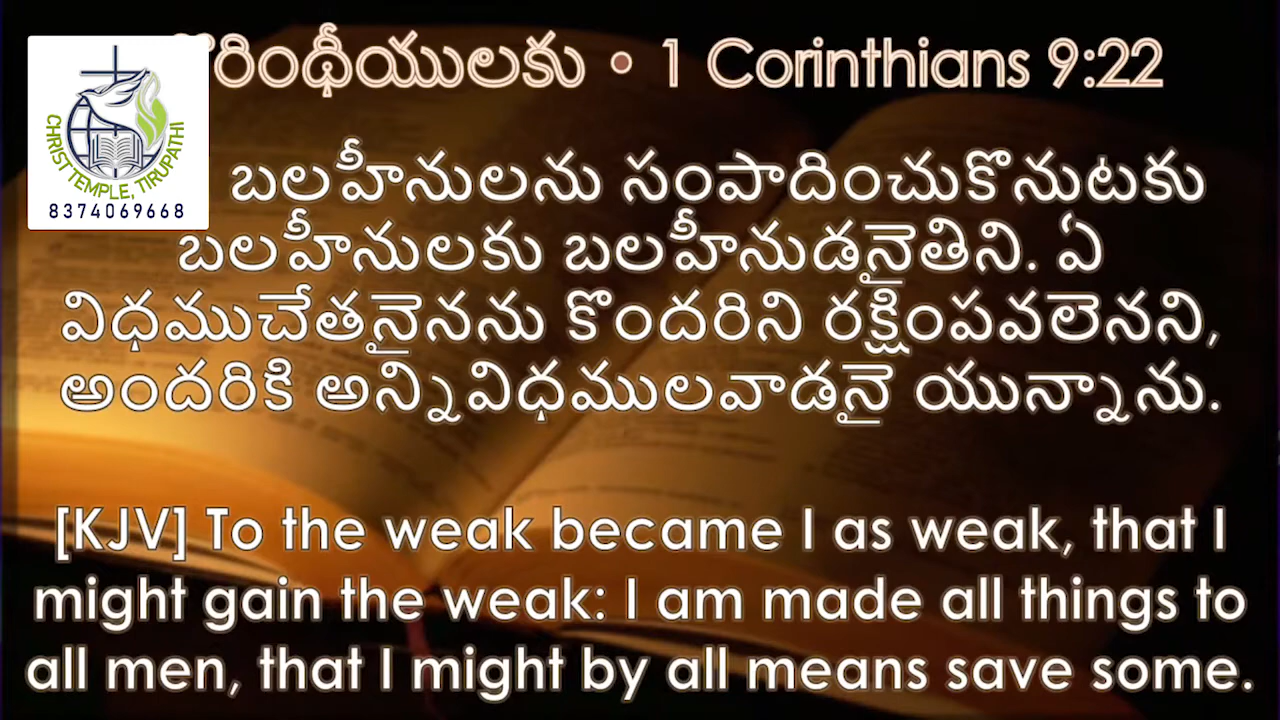 రింథీయులకు • 1 Corinthians 9:22
CHRIST TEMPLE, TIRUPATHI
8374069668
బలహీనులను సంపాదించుకొనుటకు
బలహీనులకు బలహీనుడనైతిని. ఏ
విధముచేతనైనను కొందరిని రక్షింపవలెనని,
అందరికి అన్నివిధములవాడనై యున్నాను.
[KJV] To the weak became I as weak, that I
might gain the weak: I am made all things to
all men, that I might by all means save some.